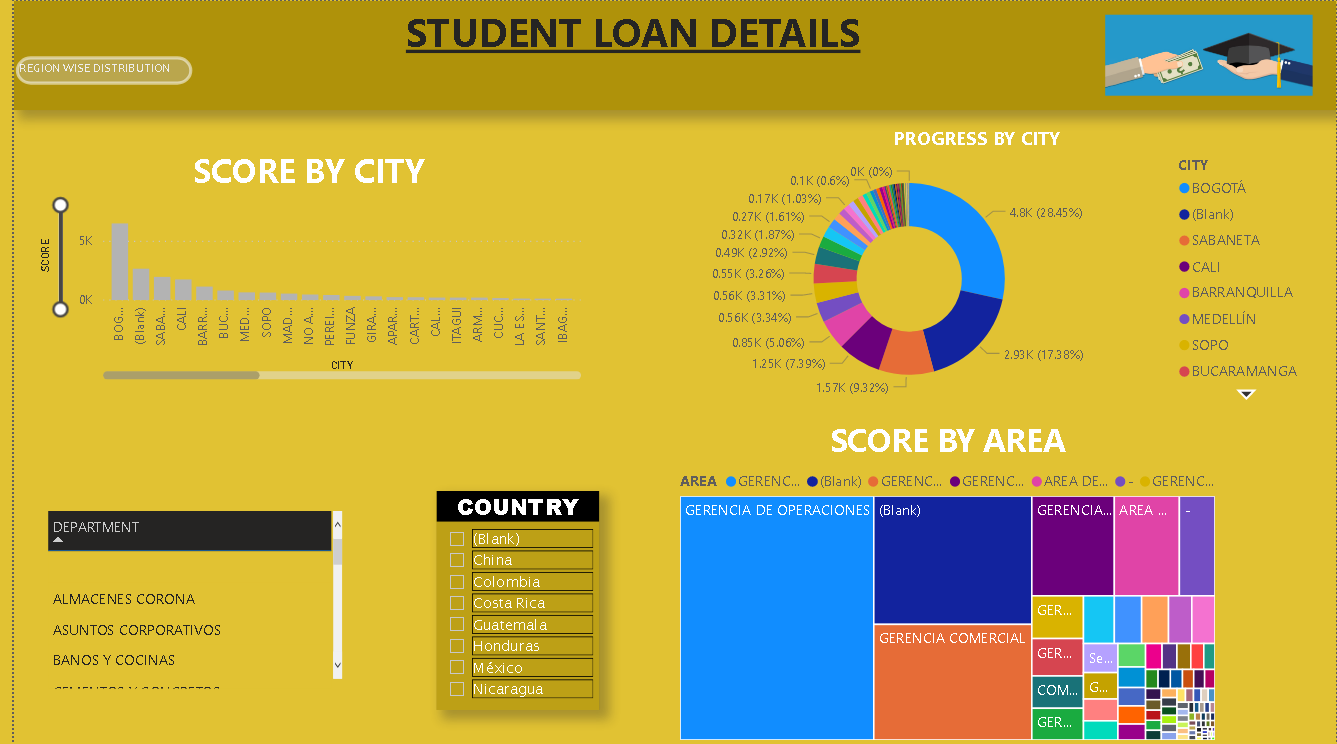 STUDENT LOAN DETAILS
REGION WISE DISTRIBUTION
SCORE BY CITY
SCORE
5K
0K
BOG...
(Blank)
SABA...
CALI
BARR...
BUC...
MED...
SOPO
MAD...
NO A...
PEREI...
FUNZA
GIRA...
APAR...
CART...
CAL...
ITAGUI
ARM...
CUC...
LA ES...
SANT...
IBAG...
CITY
PROGRESS BY CITY
0K (0%)
0.1K (0.6%)
0.17K (1.03%)
0.27K (1.61%)
0.32K (1.87%)
0.49K (2.92%)
0.55K (3.26%)
0.56K (3.31%)
0.56K (3.34%)
0.85K (5.06%)
1.25K (7.39%)
1.57K (9.32%)
2.93K (17.38%)
4.8K (28.45%)
CITY
BOGOTÁ
(Blank)
SABANETA
CALI
BARRANQUILLA
MEDELLÍN
SOPO
BUCARAMANGA
DEPARTMENT
ALMACENES CORONA
ASUNTOS CORPORATIVOS
BANOS Y COCINAS
COUNTRY
(Blank)
China
Colombia
Costa Rica
Guatemala
Honduras
México
Nicaragua
SCORE BY AREA
AREA GERENC... (Blank) GERENC... GERENC... AREA DE... - GERENC...
GERENCIA DE OPERACIONES
(Blank)
GERENCIA COMERCIAL
GERENCIA...
AREA ...
-
GER...
GER...
COM...
GER...
Se...
G...